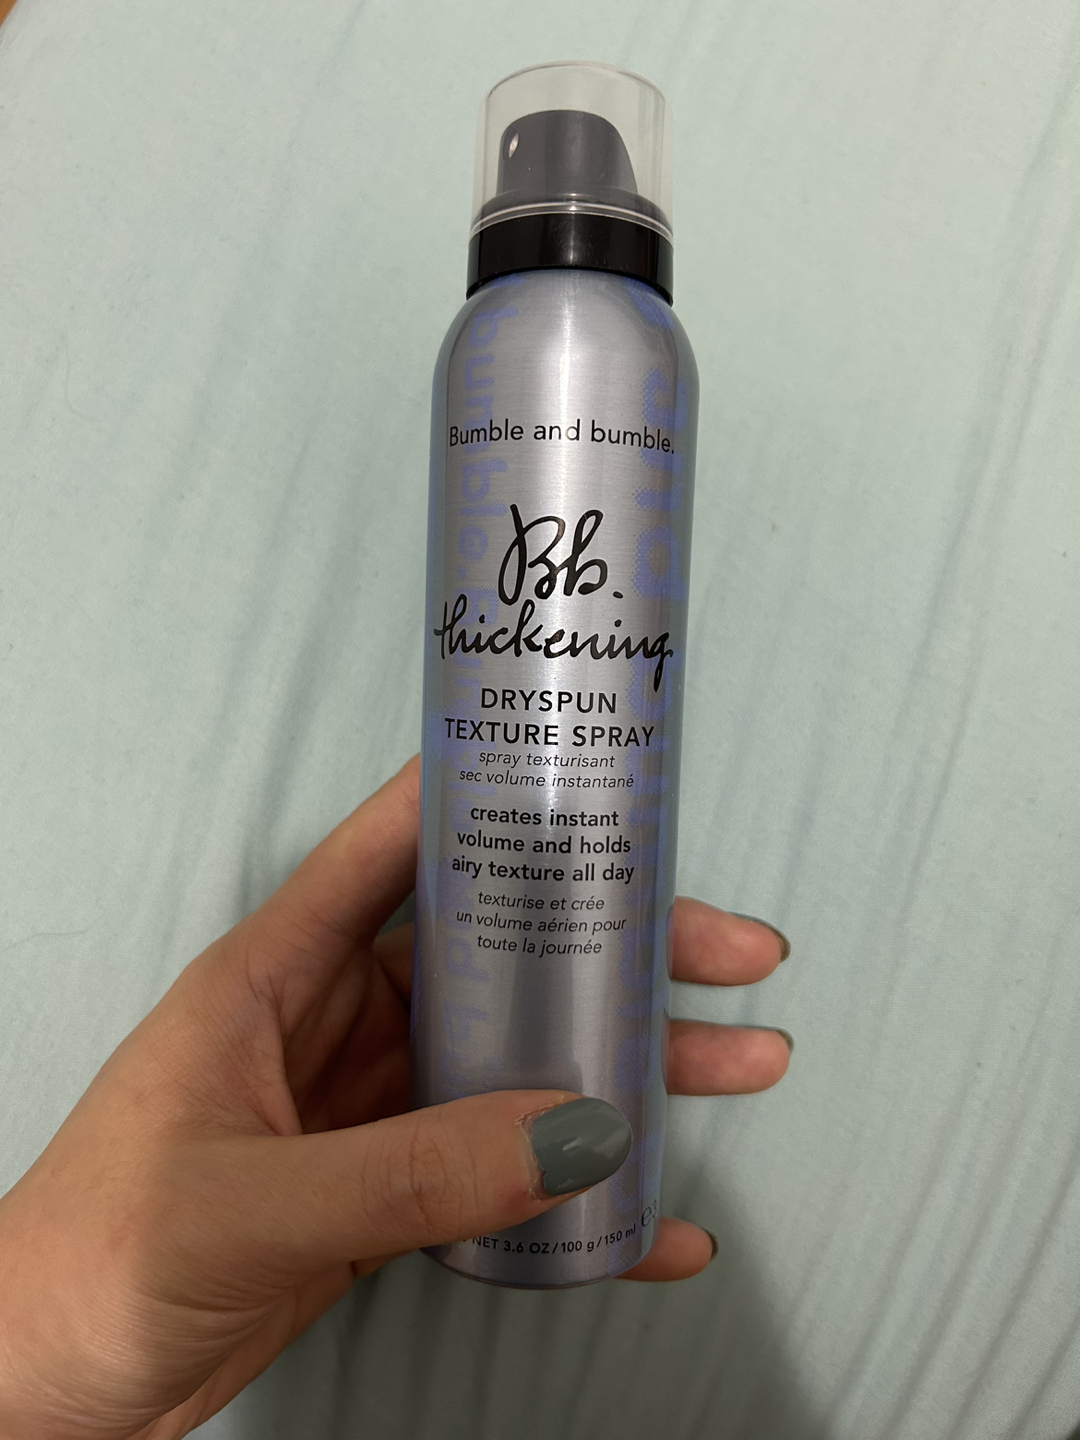 Bumble and bumble.
Bb.
thickening
DRYSPUN
TEXTURE SPRAY
spray texturisant
sec volume instantané
creates instant
volume and holds
airy texture all day
texturise et crée
un volume aérien pour
toute la journée
NET 3.6 OZ/100 g/150 ml e